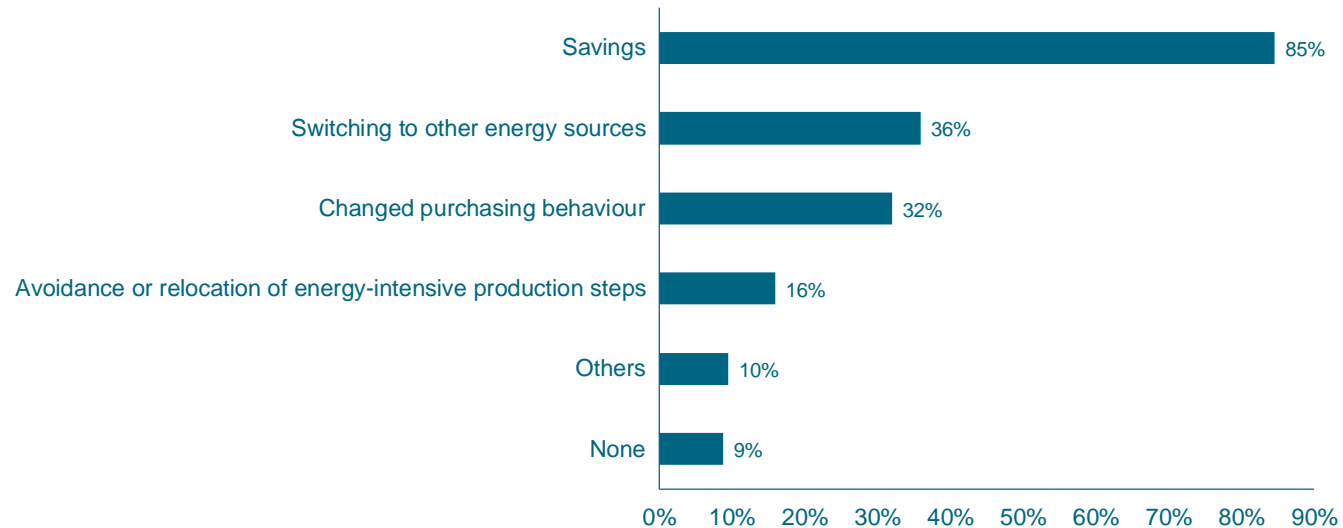 Savings 85%
Switching to other energy sources 36%
Changed purchasing behaviour 32%
Avoidance or relocation of energy-intensive production steps 16%
Others 10%
None 9%
0% 10% 20% 30% 40% 50% 60% 70% 80% 90%